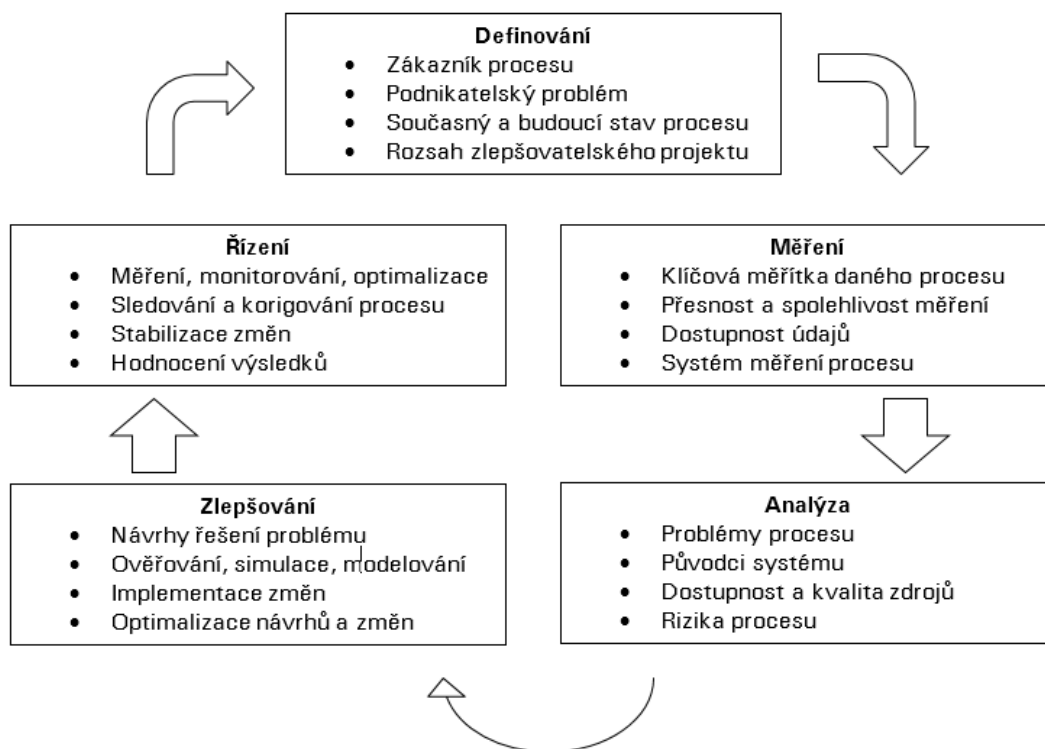 Definování
• Zákazník procesu
• Podnikatelský problém
• Současný a budoucí stav procesu
• Rozsah zlepšovatelského projektu
Měření
• Klíčová měřítka daného procesu
• Přesnost a spolehlivost měření
• Dostupnost údajů
• Systém měření procesu
Analýza
• Problémy procesu
• Původci systému
• Dostupnost a kvalita zdrojů
• Rizika procesu
Zlepšování
• Návrhy řešení problému
• Ověřování, simulace, modelování
• Implementace změn
• Optimalizace návrhů a změn
Řízení
• Měření, monitorování, optimalizace
• Sledování a korigování procesu
• Stabilizace změn
• Hodnocení výsledků